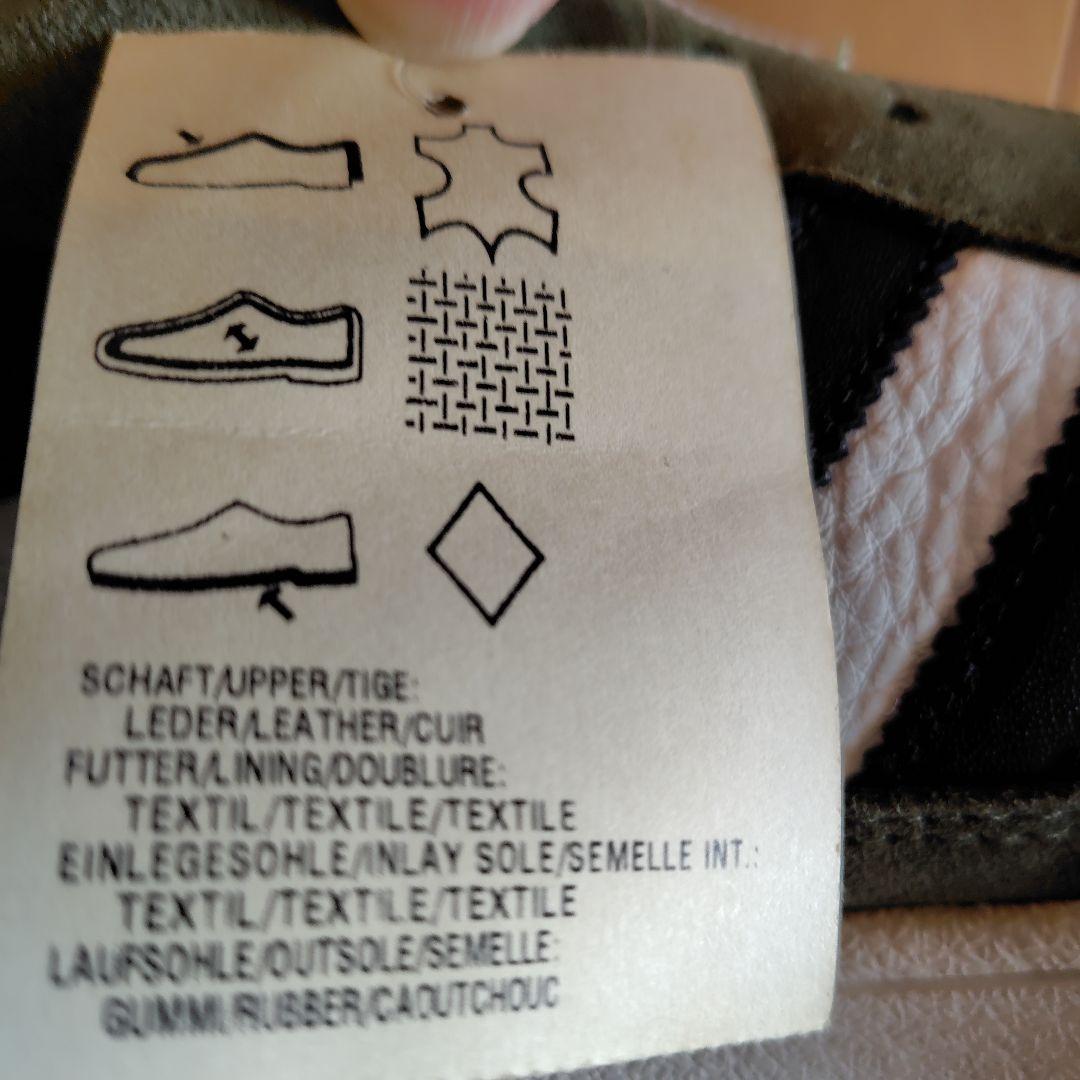 SCHAFT/UPPER/TIGE:
LEDER/LEATHER/CUIR
FUTTER/LINING/DOUBLURE:
TEXTIL/TEXTILE/TEXTILE
EINLEGESOHLE/INLAY SOLE/SEMELLE INT.:
TEXTIL/TEXTILE/TEXTILE
LAUFSOHLE/OUTSOLE/SEMELLE:
GUMMI/RUBBER/CAOUTCHOUC